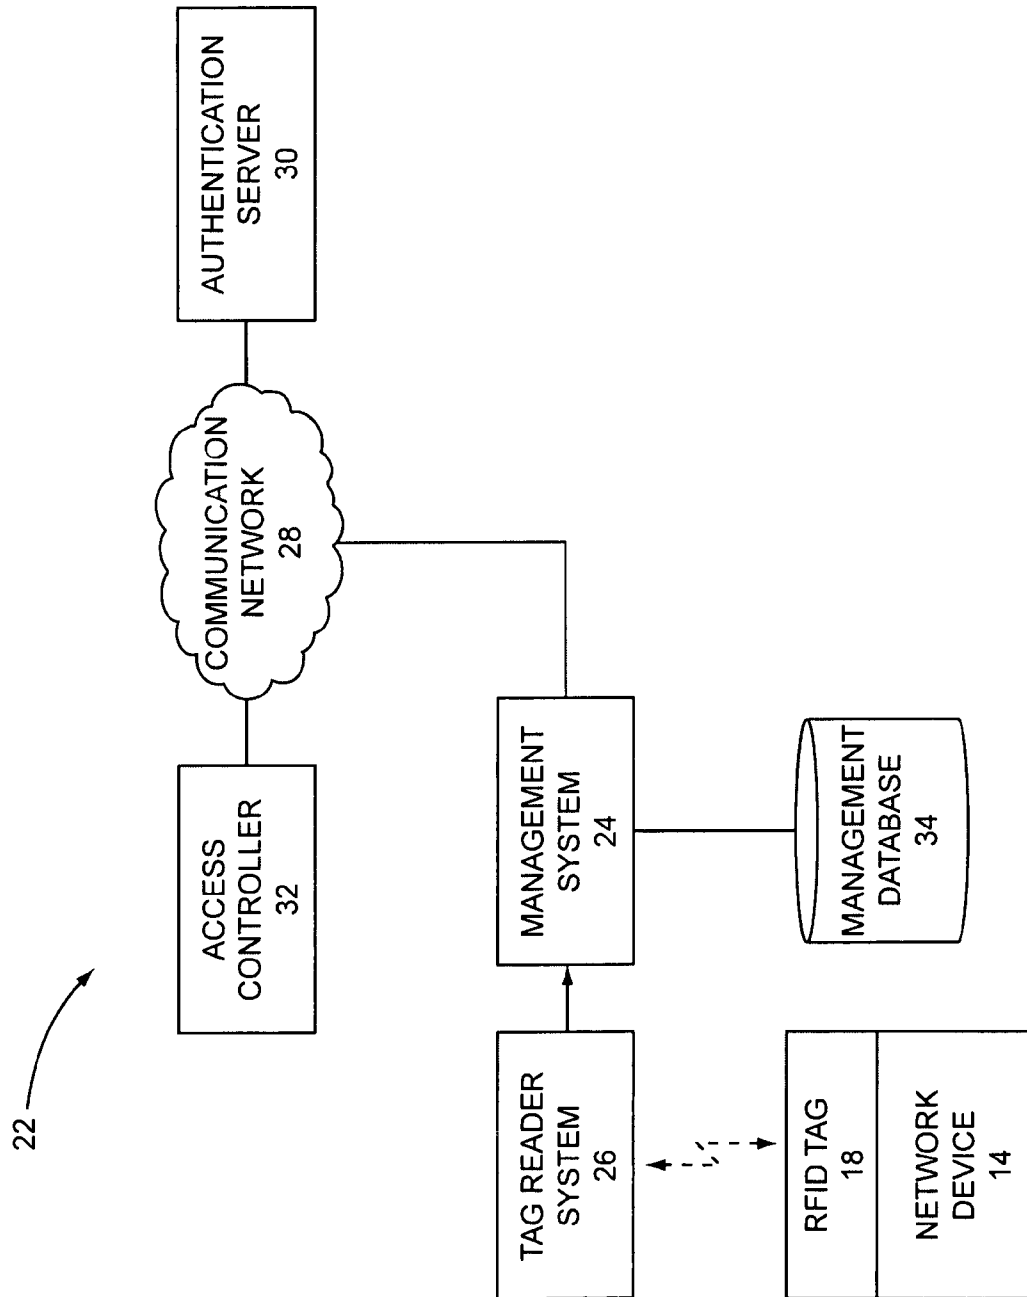 22
ACCESS
CONTROLLER
32
COMMUNICATION
NETWORK
28
AUTHENTICATION
SERVER
30
TAG READER
SYSTEM
26
MANAGEMENT
SYSTEM
24
RFID TAG
18
NETWORK
DEVICE
14
MANAGEMENT
DATABASE
34